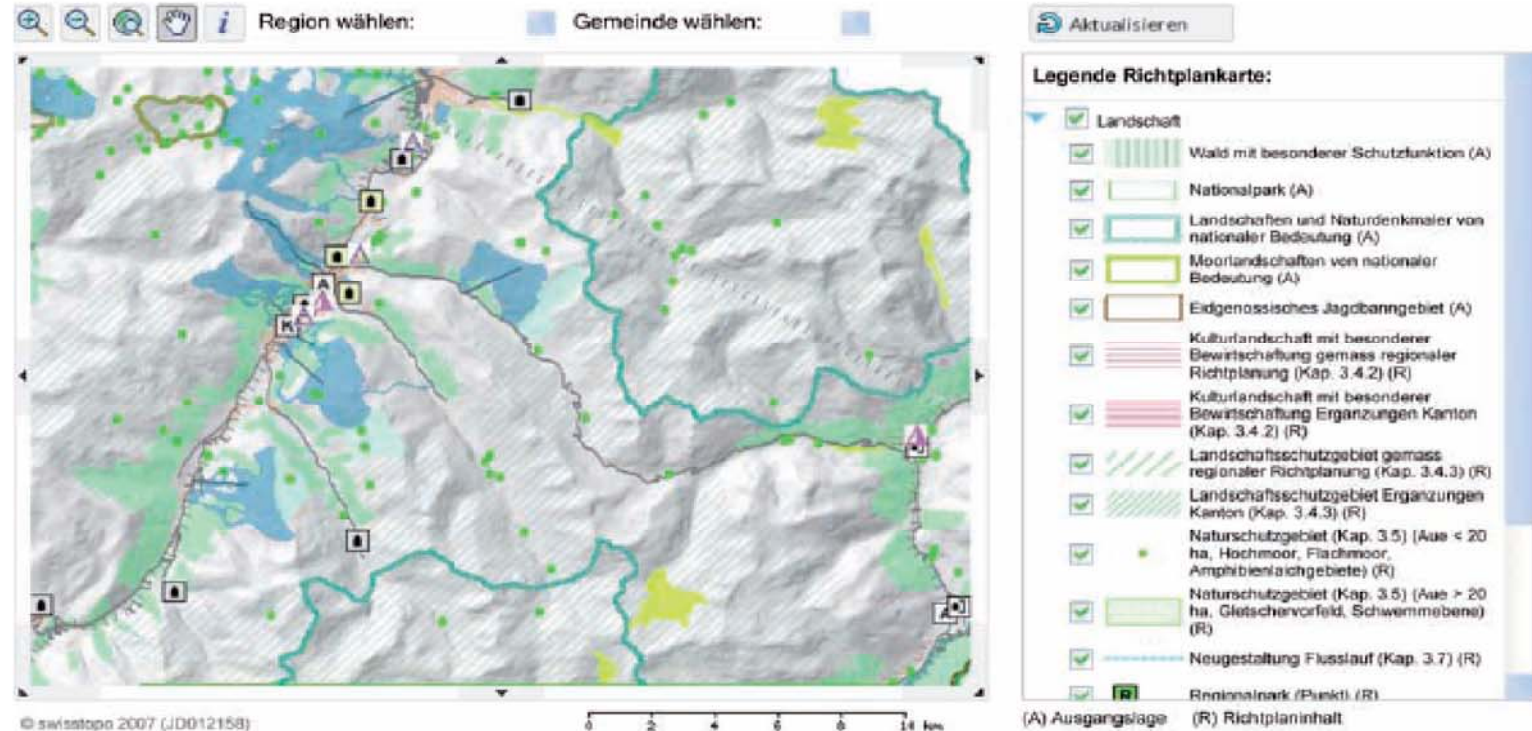 i Region wählen: Gemeinde wählen:
Aktualisieren
Legende Richtplankarte:
Landschaft
Wald mit besonderer Schutzfunktion (A)
Nationalpark (A)
Landschaften und Naturdenkmaler von
nationaler Bedeutung (A)
Moorlandschaften von nationaler
Bedeutung (A)
Eidgenossisches Jagdbanngebiet (A)
Kulturlandschaft mit besonderer
Bewirtschaftung gemass regionaler
Richtplanung (Kap. 3.4.2) (R)
Kulturlandschaft mit besonderer
Bewirtschaftung Erganzungen Kanton
(Kap. 3.4.2) (R)
Landschaftsschutzgebiet gemass
regionaler Richtplanung (Kap. 3.4.3) (R)
Landschaftsschutzgebiet Erganzungen
Kanton (Kap. 3.4.3) (R)
Naturschutzgebiet (Kap. 3.5) (Aue < 20
ha, Hochmoor, Flachmoor,
Amphibienlaichgebiete) (R)
Naturschutzgebiet (Kap. 3.5) (Aue > 20
ha, Gletschervorfeld, Schwemmebene)
(R)
Neugestaltung Flusslauf (Kap. 3.7) (R)
R Regionalpark (Punkt) (R)
(A) Ausgangslage (R) Richtplaninhalt
A
K
A
© swisstopo 2007 (JD012158)
0 2 4 6 8 10 km